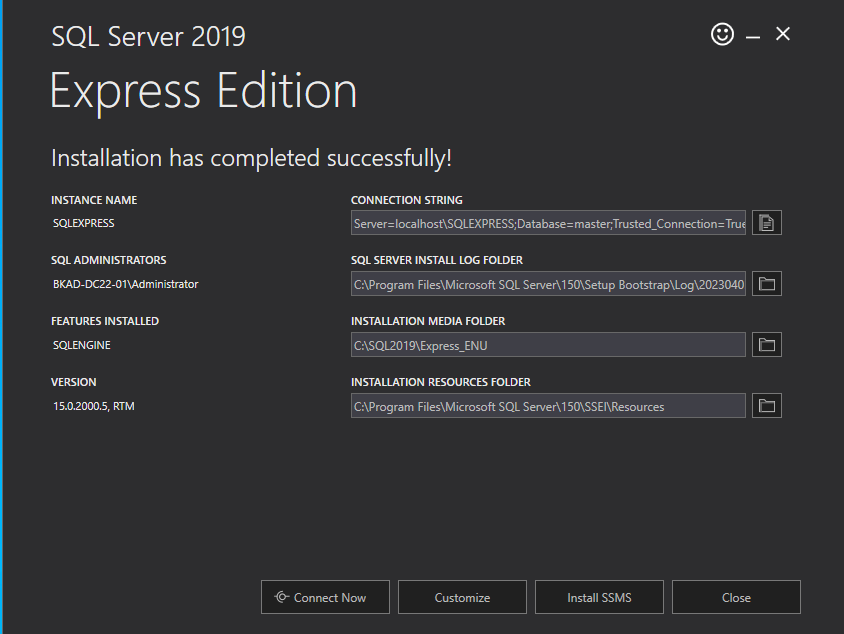 SQL Server 2019
Express Edition
Installation has completed successfully!
INSTANCE NAME
SQLEXPRESS
CONNECTION STRING
Server=localhost\SQLEXPRESS;Database=master;Trusted_Connection=True
SQL ADMINISTRATORS
BKAD-DC22-01\Administrator
SQL SERVER INSTALL LOG FOLDER
C:\Program Files\Microsoft SQL Server\150\Setup Bootstrap\Log\2023040
FEATURES INSTALLED
SQLENGINE
INSTALLATION MEDIA FOLDER
C:\SQL2019\Express_ENU
VERSION
15.0.2000.5, RTM
INSTALLATION RESOURCES FOLDER
C:\Program Files\Microsoft SQL Server\150\SSEI\Resources
Connect Now
Customize
Install SSMS
Close